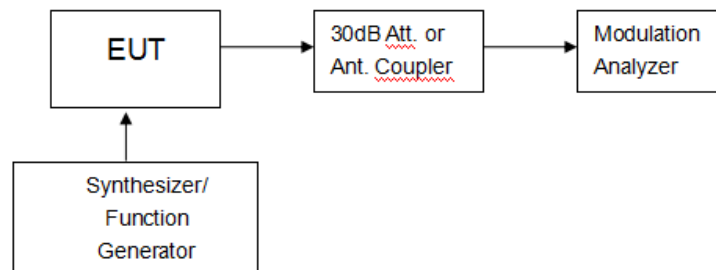 EUT
30dB Att. or
Ant. Coupler
Modulation
Analyzer
Synthesizer/
Function
Generator